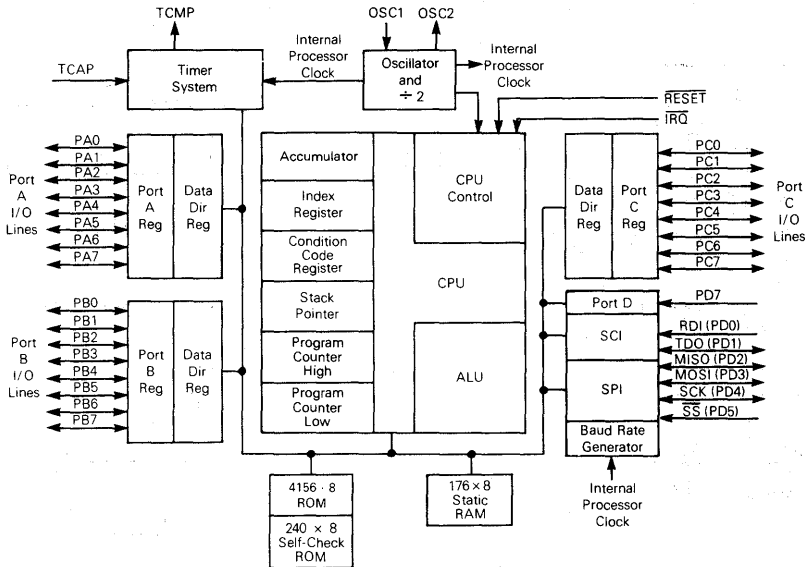 TCMP
OSC1
OSC2
TCAP
Timer
System
Internal
Processor
Clock
Oscillator
and
÷ 2
Internal
Processor
Clock
RESET
IRQ
Port
A
I/O
Lines
PA0
PA1
PA2
PA3
PA4
PA5
PA6
PA7
Port
A
Reg
Data
Dir
Reg
Accumulator
Index
Register
Condition
Code
Register
Stack
Pointer
Program
Counter
High
Program
Counter
Low
CPU
Control
CPU
ALU
Data
Dir
Reg
Port
C
Reg
PC0
PC1
PC2
PC3
PC4
PC5
PC6
PC7
Port
C
I/O
Lines
Port
B
I/O
Lines
PB0
PB1
PB2
PB3
PB4
PB5
PB6
PB7
Port
B
Reg
Data
Dir
Reg
Port D
SCI
SPI
Baud Rate
Generator
PD7
RDI (PD0)
TDO (PD1)
MISO (PD2)
MOSI (PD3)
SCK (PD4)
SS (PD5)
Internal
Processor
Clock
4156 · 8
ROM
240 × 8
Self-Check
ROM
176 × 8
Static
RAM